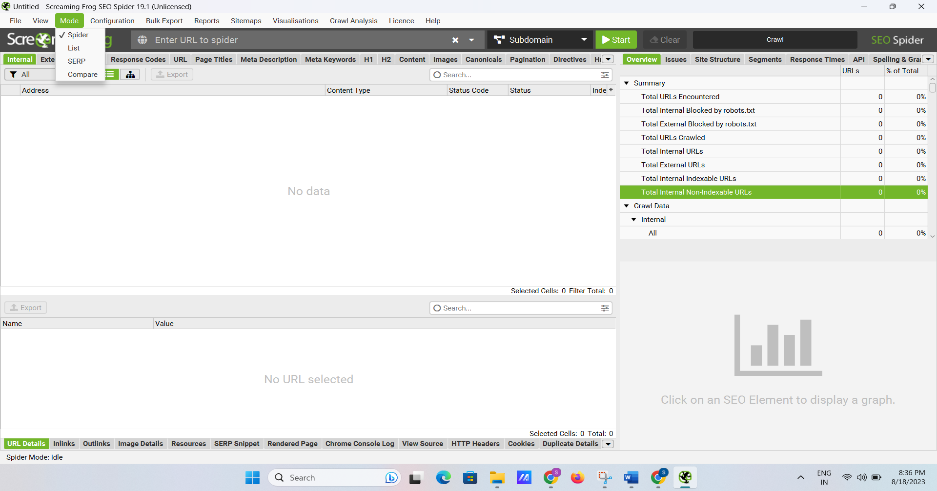 Untitled - Screaming Frog SEO Spider 19.1 (Unlicensed)
File View Mode Configuration Bulk Export Reports Sitemaps Visualisations Crawl Analysis Licence Help
Spider
List
SERP
Compare
Enter URL to spider Subdomain Start Clear Crawl SEO Spider
Internal Response Codes URL Page Titles Meta Description Meta Keywords H1 H2 Content Images Canonicals Pagination Directives
All Export Search...
Address Content Type Status Code Status Inde
No data
Selected Cells: 0 Filter Total: 0
Export Search...
Name Value
No URL selected
Selected Cells: 0 Total: 0
URL Details Inlinks Outlinks Image Details Resources SERP Snippet Rendered Page Chrome Console Log View Source HTTP Headers Cookies Duplicate Details
Overview Issues Site Structure Segments Response Times API Spelling & Gra
URLs % of Total
Summary
Total URLs Encountered 0 0%
Total Internal Blocked by robots.txt 0 0%
Total External Blocked by robots.txt 0 0%
Total URLs Crawled 0 0%
Total Internal URLs 0 0%
Total External URLs 0 0%
Total Internal Indexable URLs 0 0%
Total Internal Non-Indexable URLs 0 0%
Crawl Data
Internal
All 0 0%
Click on an SEO Element to display a graph.
Spider Mode: Idle
Search
ENG
IN
8:36 PM
8/18/2023